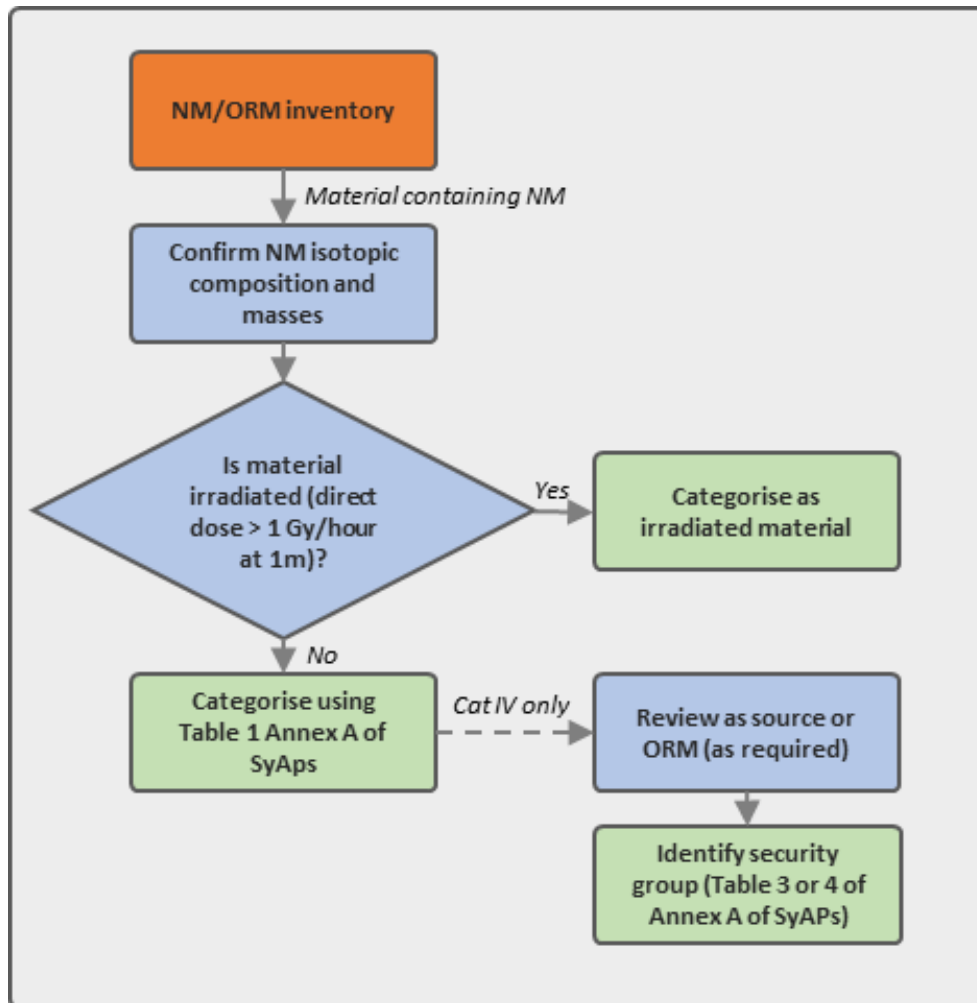 NM/ORM inventory
Material containing NM
Confirm NM isotopic
composition and
masses
Is material
irradiated (direct
dose > 1 Gy/hour
at 1m)?
Yes
Categorise as
irradiated material
No
Categorise using
Table 1 Annex A of
SyAps
Cat IV only
Review as source or
ORM (as required)
Identify security
group (Table 3 or 4 of
Annex A of SyAPs)